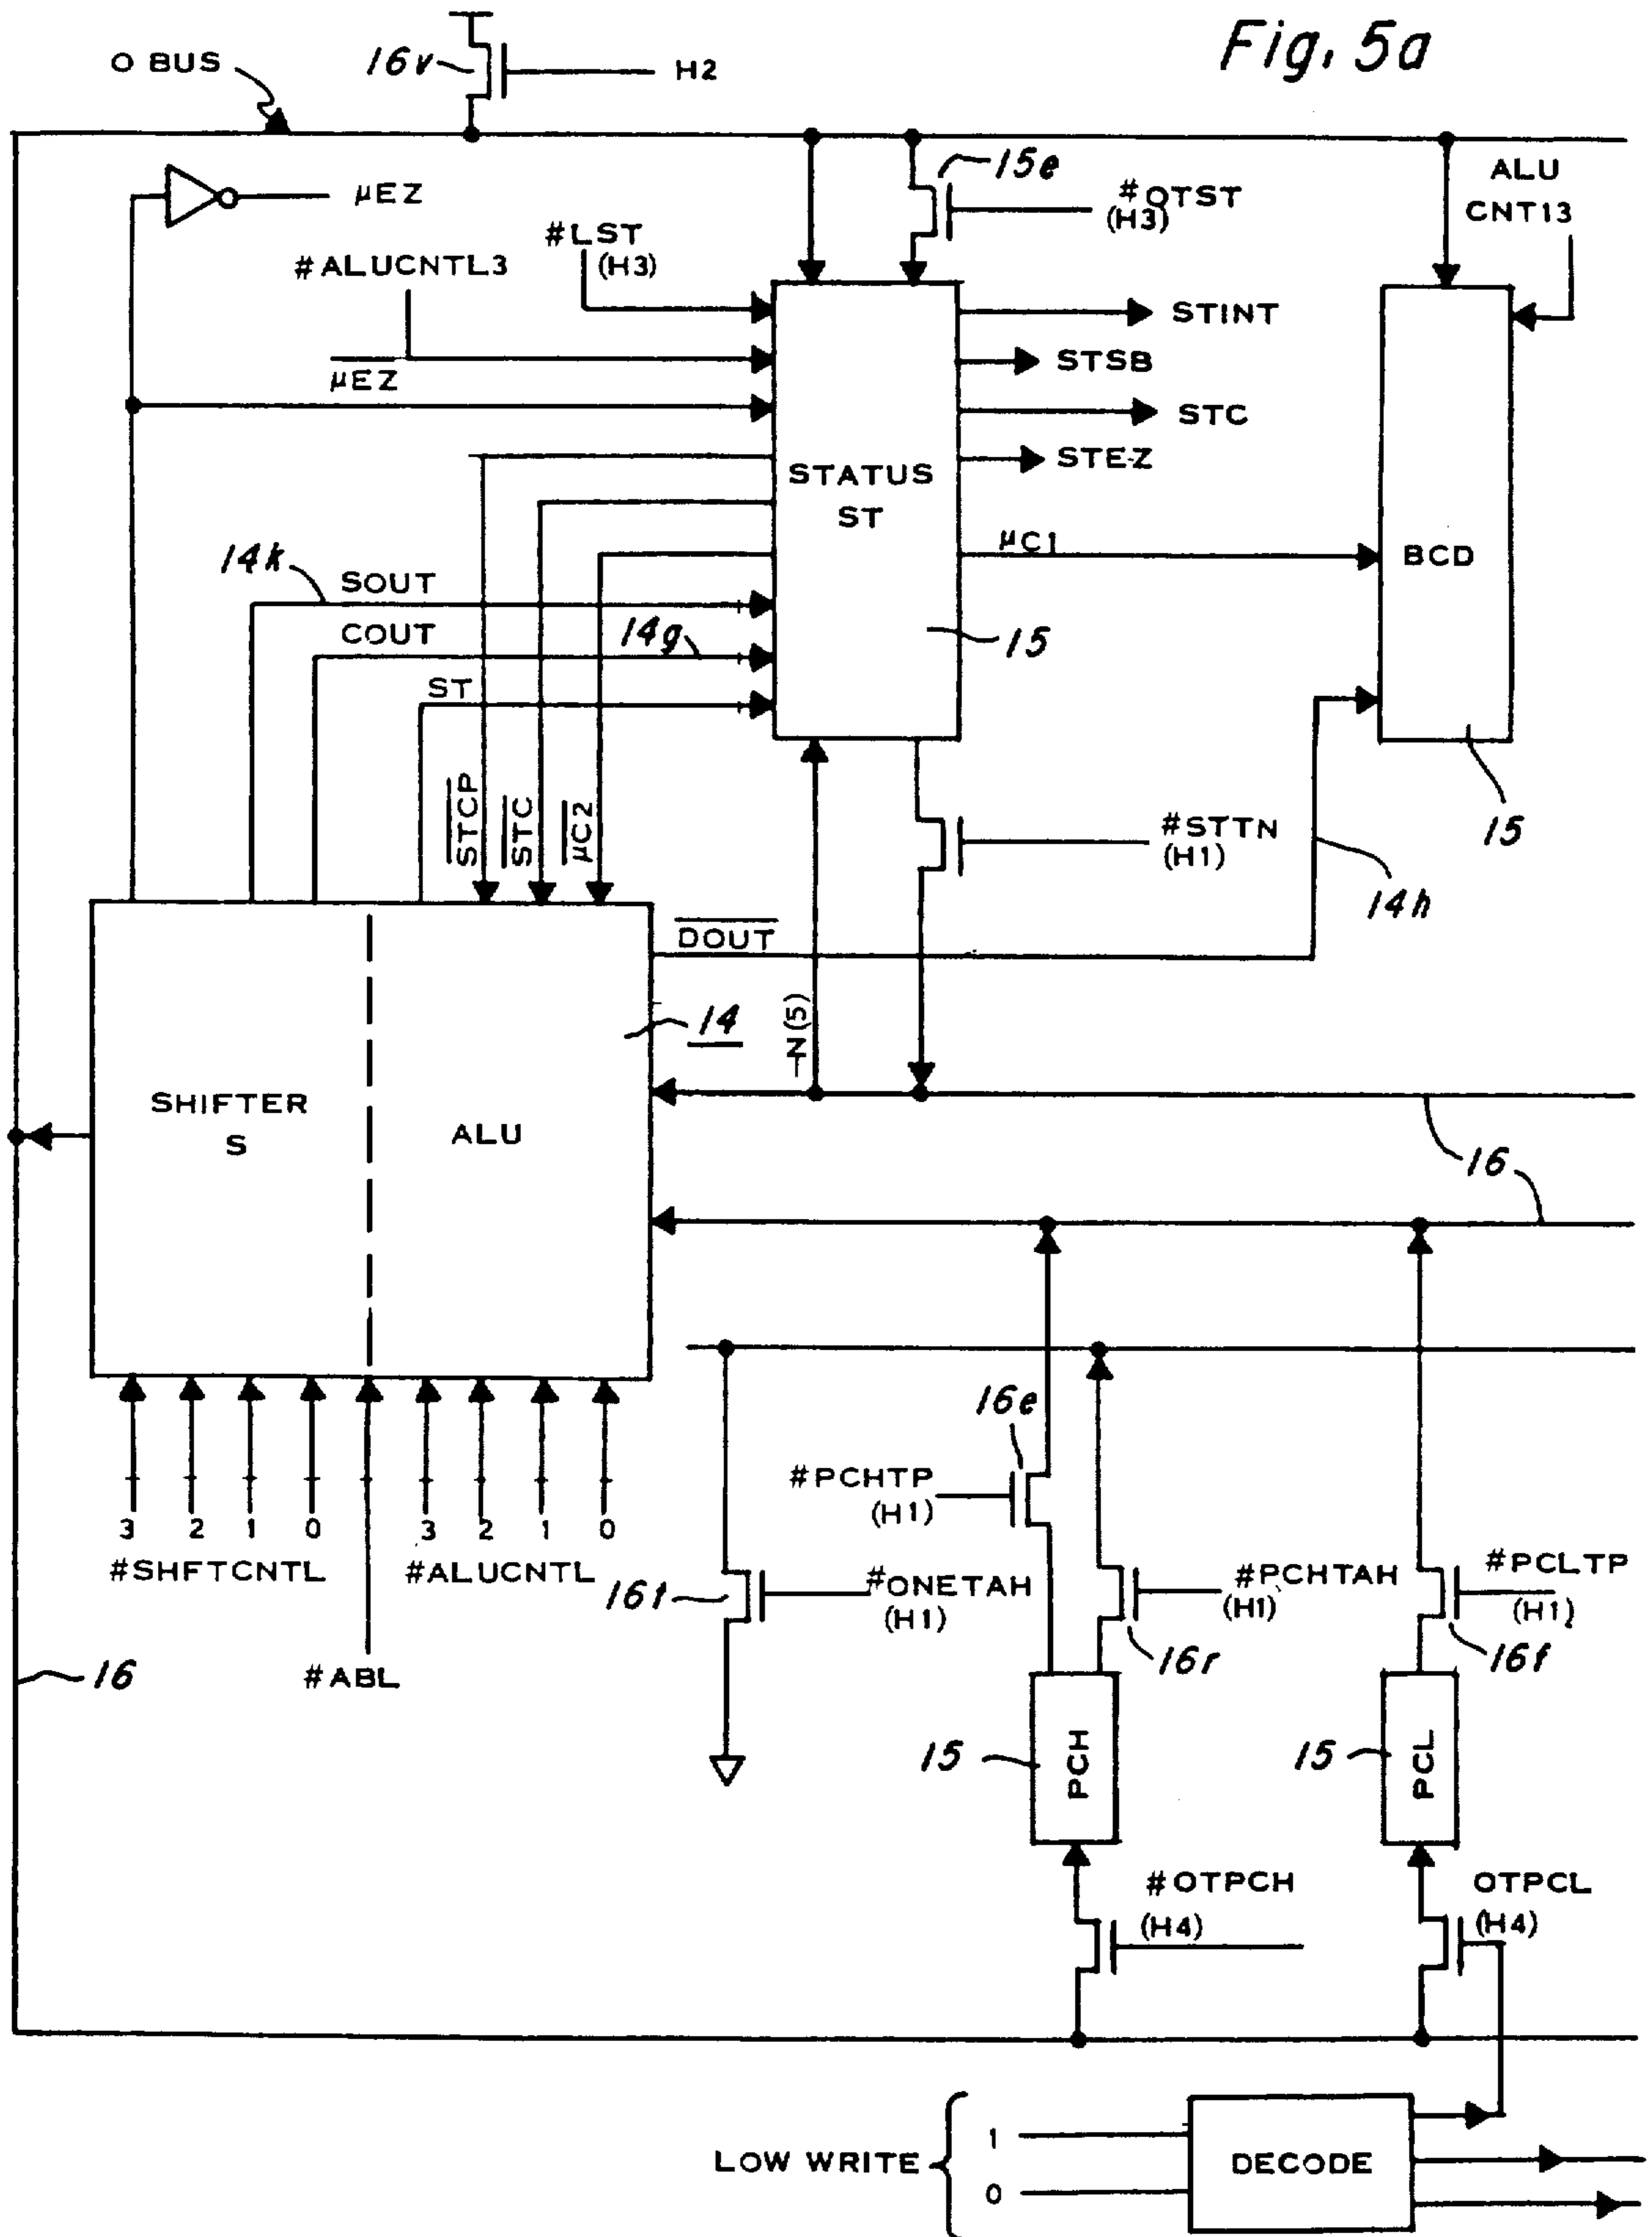 Fig. 5a
O BUS
16v
H2
15e
ALU
CNT13
µEZ
#OTST
(H3)
#LST
(H3)
#ALUCNTL3
STINT
µEZ
STSB
STC
STE-Z
STATUS
ST
µC1
BCD
14k
SOUT
COUT
14g
15
ST
STCP
STC
µC2
#STTN
(H1)
15
14h
DOUT
14
N(5)
SHIFTER
S
ALU
16
16e
#PCHTP
(H1)
3
2
1
0
3
2
1
0
#SHFTCNTL
#ALUCNTL
16t
#ONETAH
(H1)
#PCHTAH
(H1)
#PCLTP
(H1)
16
#ABL
16r
16f
15
PCH
15
PCL
#OTPCH
(H4)
OTPCL
(H4)
LOW WRITE
1
0
DECODE